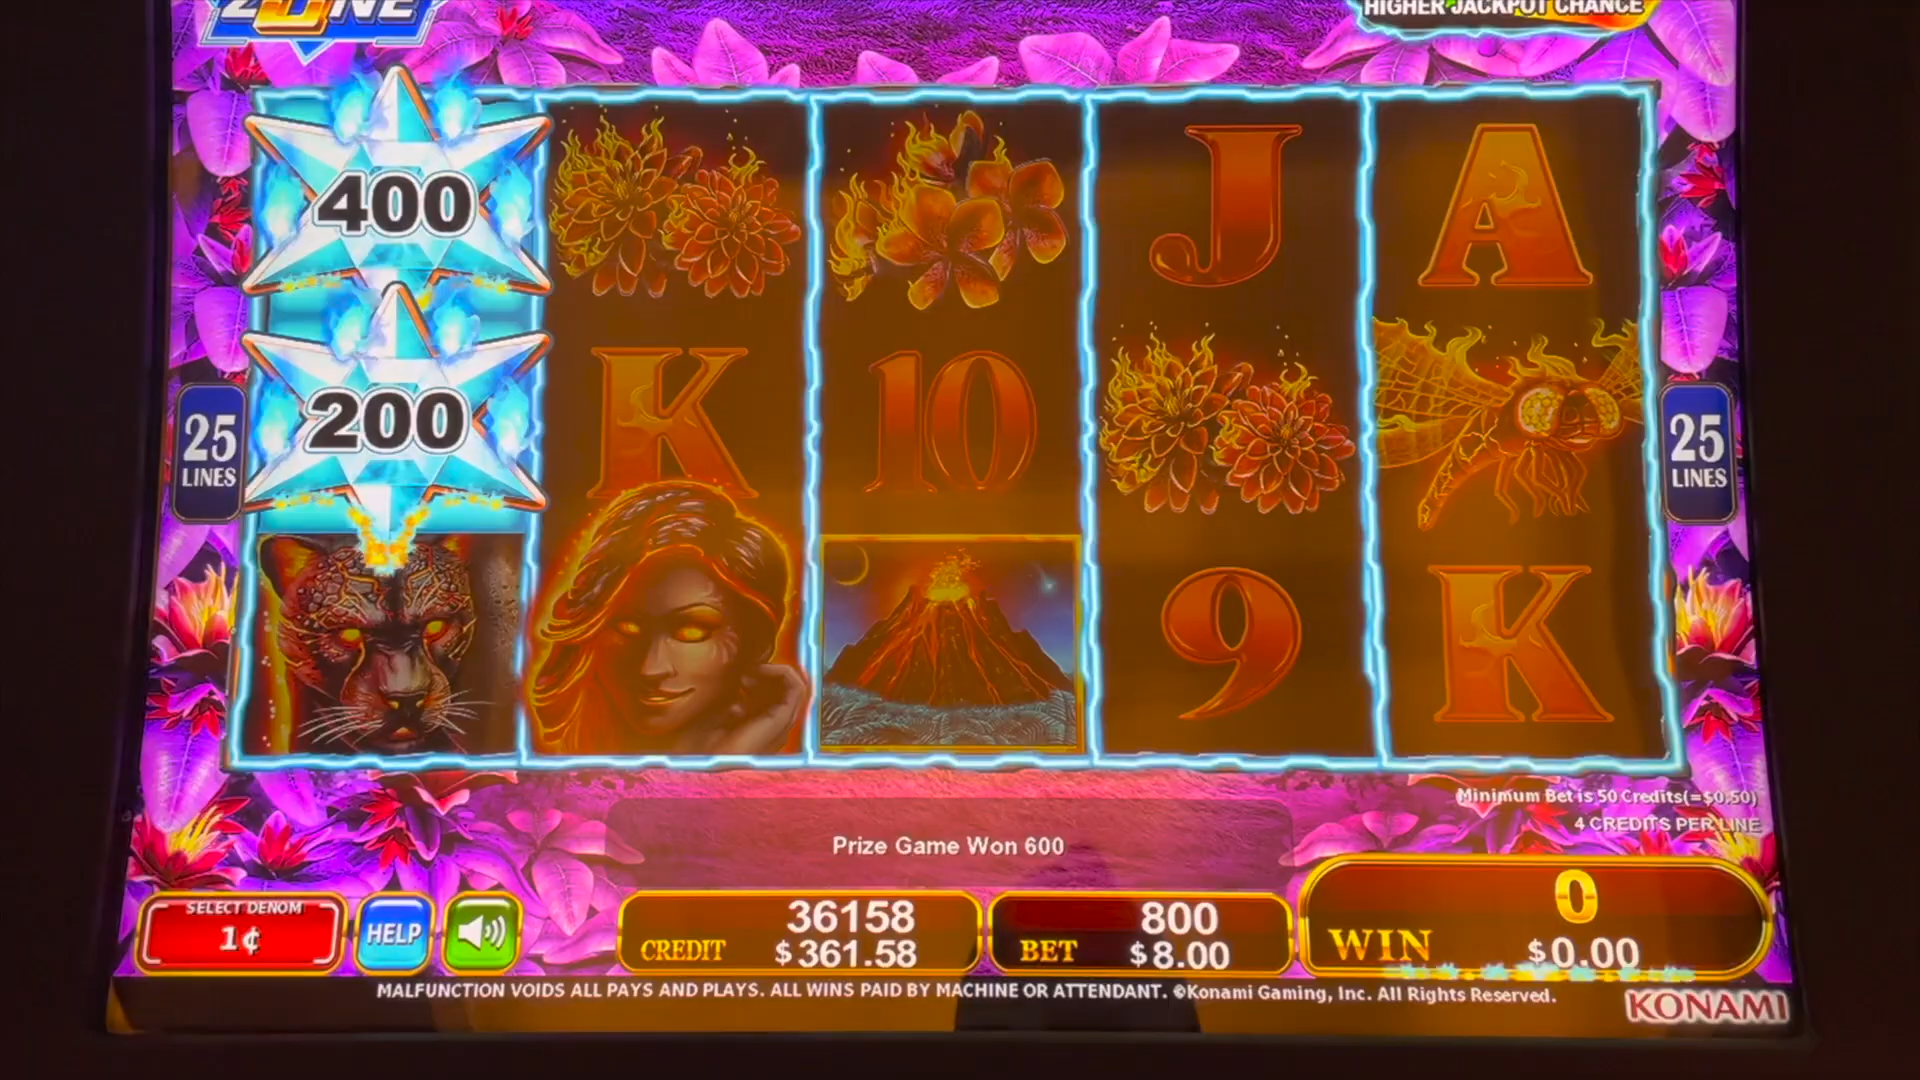 ZONE
HIGHER JACKPOT CHANCE
400
J
A
200
K
10
25
LINES
25
LINES
9
K
Minimum Bet is 50 Credits(=$0.50)
4 CREDITS PER LINE
Prize Game Won 600
SELECT DENOM
1¢
HELP
CREDIT
36158
$361.58
BET
800
$8.00
WIN
0
$0.00
MALFUNCTION VOIDS ALL PAYS AND PLAYS. ALL WINS PAID BY MACHINE OR ATTENDANT. ©Konami Gaming, Inc. All Rights Reserved.
KONAMI